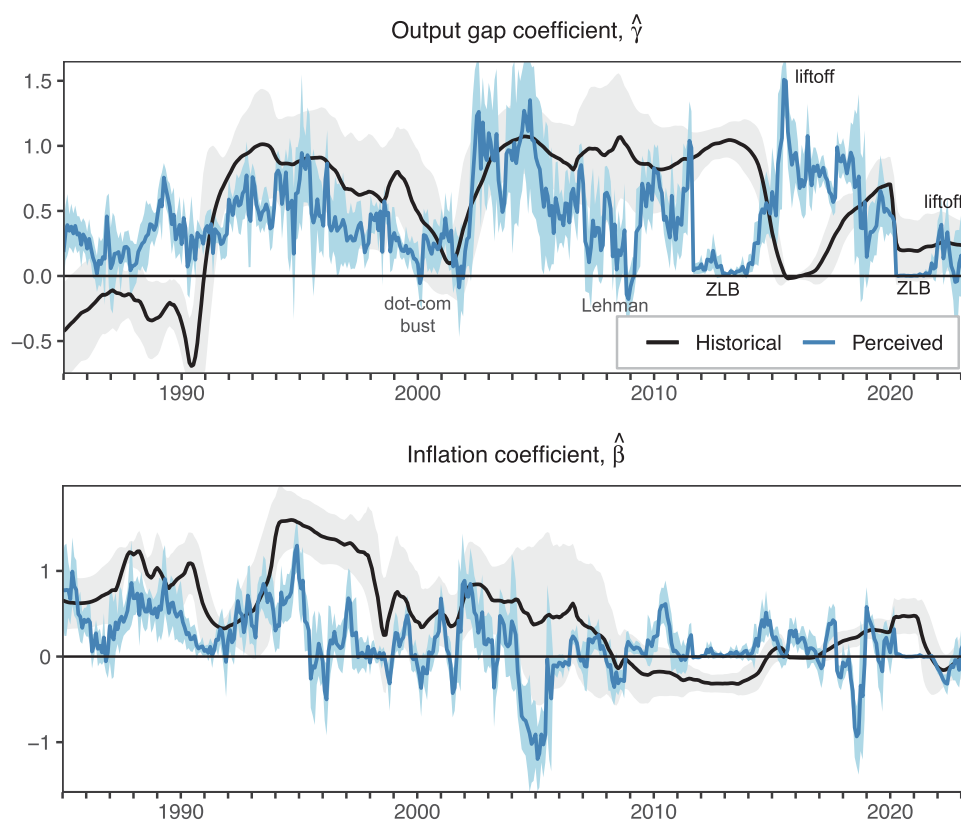 Output gap coefficient, γ̂
1.5
1.0
0.5
0.0
−0.5
liftoff
liftoff
dot-com
bust
Lehman
ZLB
ZLB
Historical
Perceived
1990
2000
2010
2020
Inflation coefficient, β̂
1
0
−1
1990
2000
2010
2020